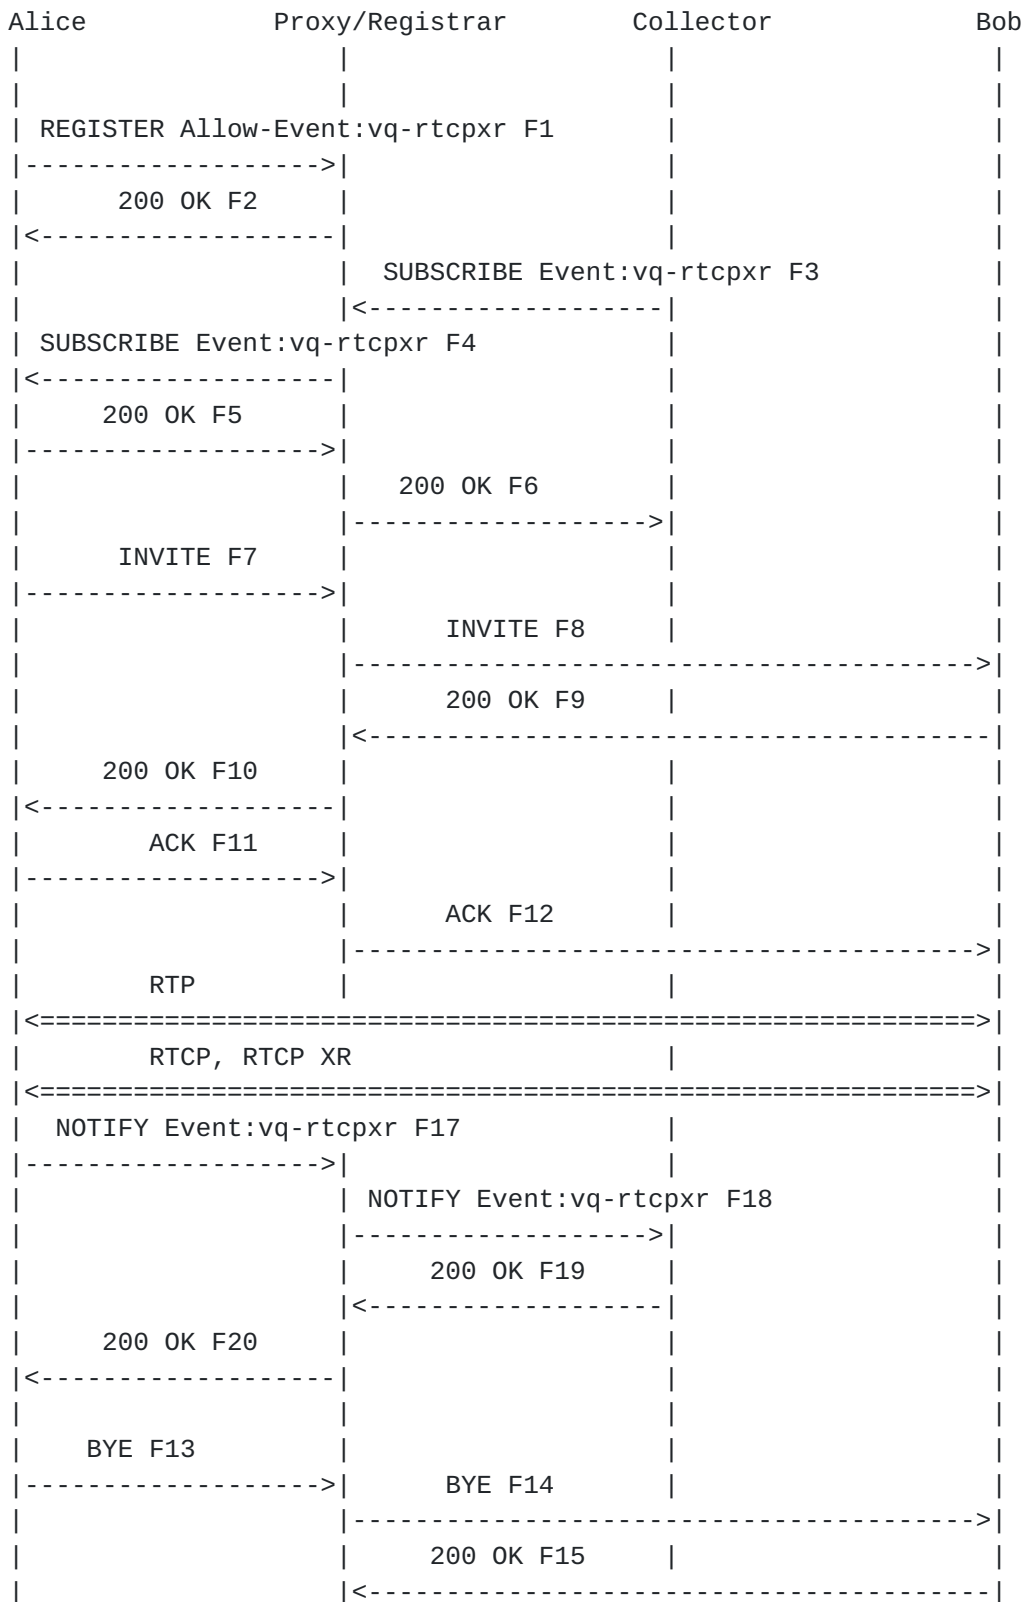 Alice            Proxy/Registrar        Collector             Bob
|                    |                    |                    |
|                    |                    |                    |
| REGISTER Allow-Event:vq-rtcpxr F1       |                    |
|------------------->|                    |                    |
|      200 OK F2     |                    |                    |
|<-------------------|                    |                    |
|                    |  SUBSCRIBE Event:vq-rtcpxr F3           |
|                    |<-------------------|                    |
| SUBSCRIBE Event:vq-rtcpxr F4            |                    |
|<-------------------|                    |                    |
|     200 OK F5      |                    |                    |
|------------------->|                    |                    |
|                    |   200 OK F6        |                    |
|                    |------------------->|                    |
|      INVITE F7     |                    |                    |
|------------------->|                    |                    |
|                    |      INVITE F8     |                    |
|                    |---------------------------------------->|
|                    |      200 OK F9     |                    |
|                    |<----------------------------------------|
|     200 OK F10     |                    |                    |
|<-------------------|                    |                    |
|        ACK F11     |                    |                    |
|------------------->|                    |                    |
|                    |      ACK F12       |                    |
|                    |---------------------------------------->|
|        RTP         |                    |                    |
|<============================================================>|
|        RTCP, RTCP XR                    |                    |
|<============================================================>|
|  NOTIFY Event:vq-rtcpxr F17             |                    |
|------------------->|                    |                    |
|                    | NOTIFY Event:vq-rtcpxr F18              |
|                    |------------------->|                    |
|                    |     200 OK F19     |                    |
|                    |<-------------------|                    |
|     200 OK F20     |                    |                    |
|<-------------------|                    |                    |
|                    |                    |                    |
|    BYE F13         |                    |                    |
|------------------->|      BYE F14       |                    |
|                    |---------------------------------------->|
|                    |     200 OK F15     |                    |
|                    |<----------------------------------------|